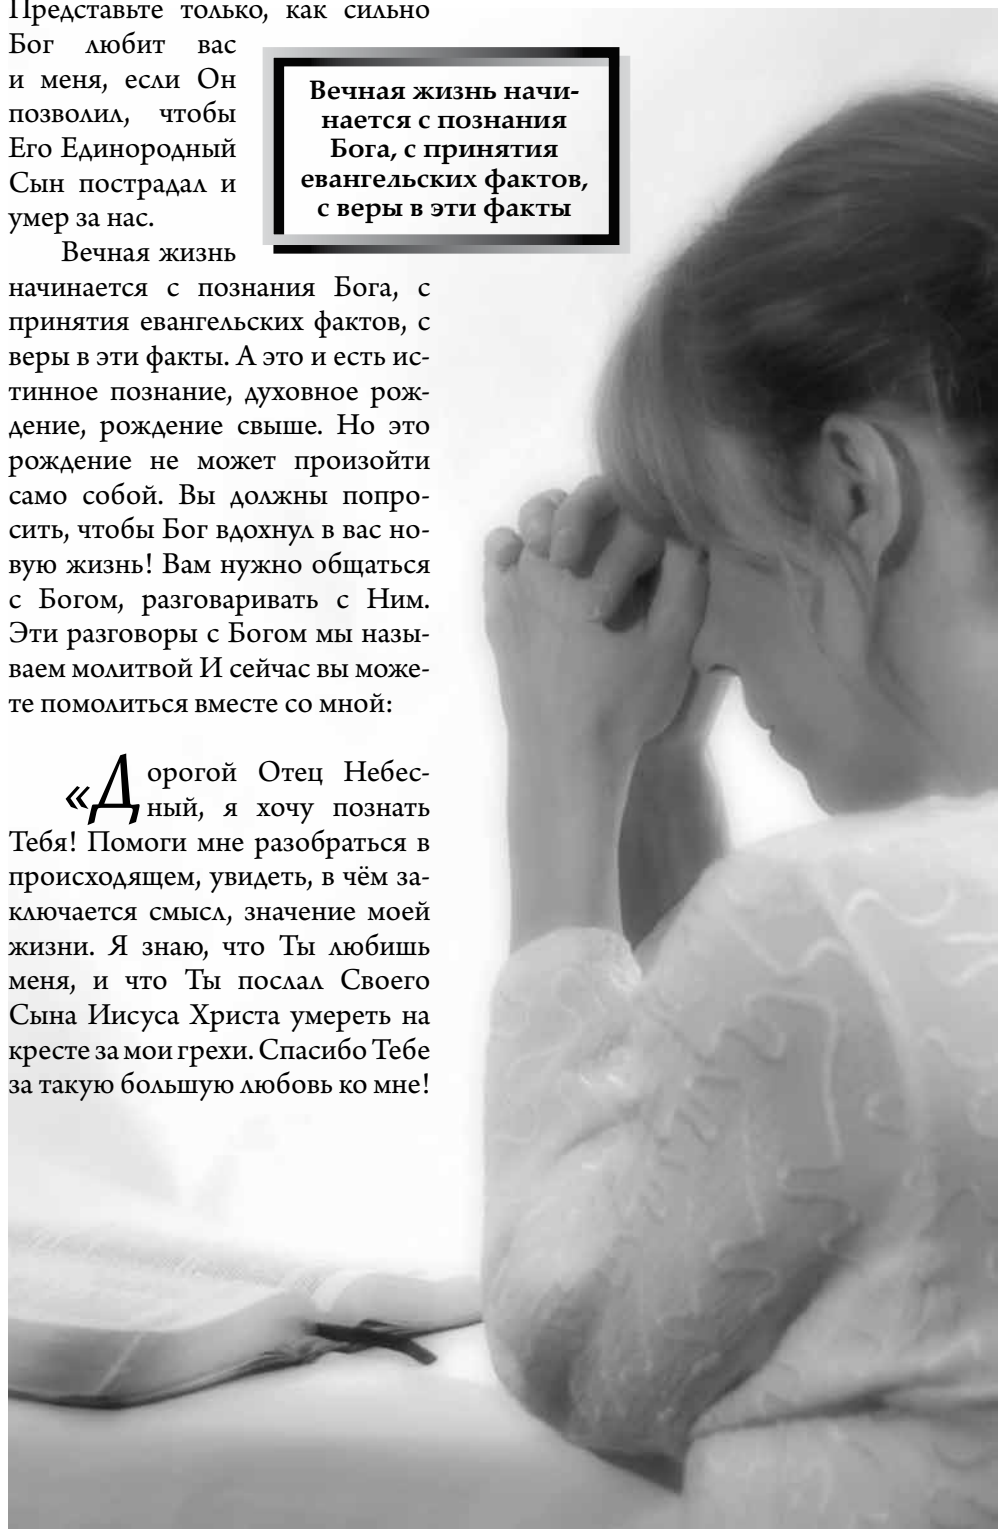 Представьте только, как сильно
Бог любит вас
и меня, если Он
позволил, чтобы
Его Единородный
Сын пострадал и
умер за нас.
Вечная жизнь начи-
нается с познания
Бога, с принятия
евангельских фактов,
с веры в эти факты
Вечная жизнь
начинается с познания Бога, с
принятия евангельских фактов, с
веры в эти факты. А это и есть ис-
тинное познание, духовное рож-
дение, рождение свыше. Но это
рождение не может произойти
само собой. Вы должны попро-
сить, чтобы Бог вдохнул в вас но-
вую жизнь! Вам нужно общаться
с Богом, разговаривать с Ним.
Эти разговоры с Богом мы назы-
ваем молитвой И сейчас вы може-
те помолиться вместе со мной:
«Дорогой Отец Небес-
ный, я хочу познать
Тебя! Помоги мне разобраться в
происходящем, увидеть, в чём за-
ключается смысл, значение моей
жизни. Я знаю, что Ты любишь
меня, и что Ты послал Своего
Сына Иисуса Христа умереть на
кресте за мои грехи. Спасибо Тебе
за такую большую любовь ко мне!